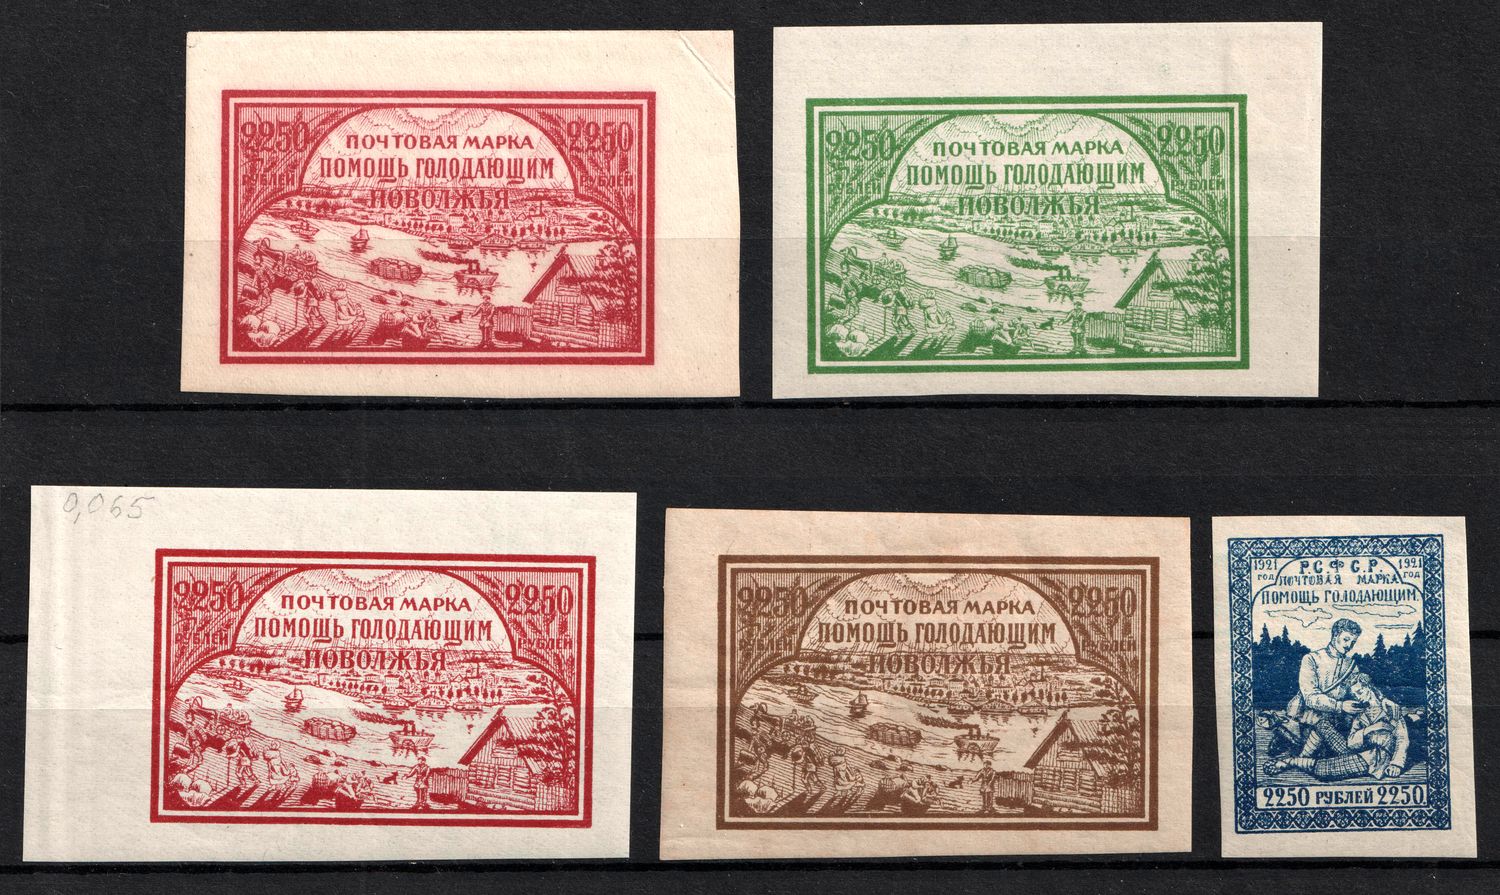 2250 2250
ПОЧТОВАЯ МАРКА
ПОМОЩЬ ГОЛОДАЮЩИМ
РУБЛЕЙ РУБЛЕЙ
ПОВОЛЖЬЯ
2250 2250
ПОЧТОВАЯ МАРКА
ПОМОЩЬ ГОЛОДАЮЩИМ
РУБЛЕЙ РУБЛЕЙ
ПОВОЛЖЬЯ
0,065
2250 2250
ПОЧТОВАЯ МАРКА
ПОМОЩЬ ГОЛОДАЮЩИМ
РУБЛЕЙ РУБЛЕЙ
ПОВОЛЖЬЯ
2250 2250
ПОЧТОВАЯ МАРКА
ПОМОЩЬ ГОЛОДАЮЩИМ
РУБЛЕЙ РУБЛЕЙ
ПОВОЛЖЬЯ
1921 Р.С.Ф.С.Р. 1921
ГОД ПОЧТОВАЯ МАРКА ГОД
ПОМОЩЬ ГОЛОДАЮЩИМ
2250 РУБЛЕЙ 2250